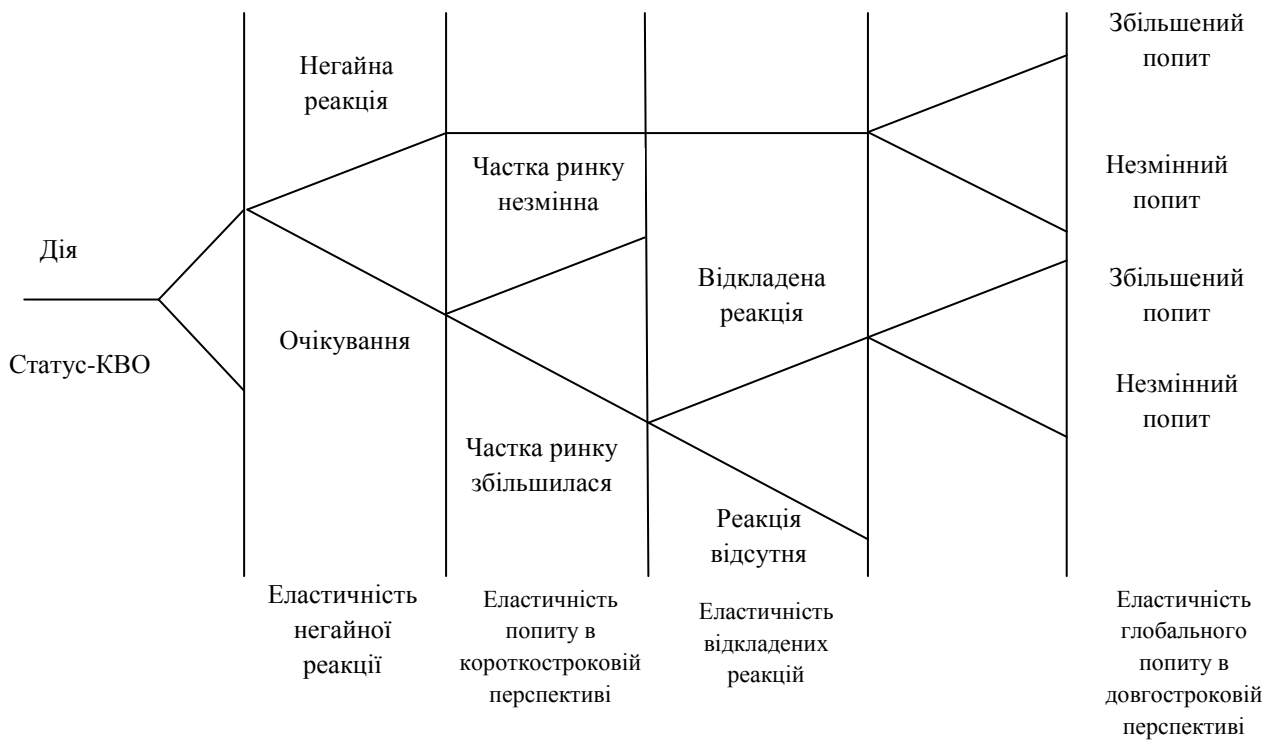 Збільшений
попит
Негайна
реакція
Частка ринку
незмінна
Незмінний
попит
Дія
Відкладена
реакція
Збільшений
попит
Очікування
Статус-КВО
Незмінний
попит
Частка ринку
збільшилася
Реакція
відсутня
Еластичність
негайної
реакції
Еластичність
попиту в
короткостроковій
перспективі
Еластичність
відкладених
реакцій
Еластичність
глобального
попиту в
довгостроковій
перспективі